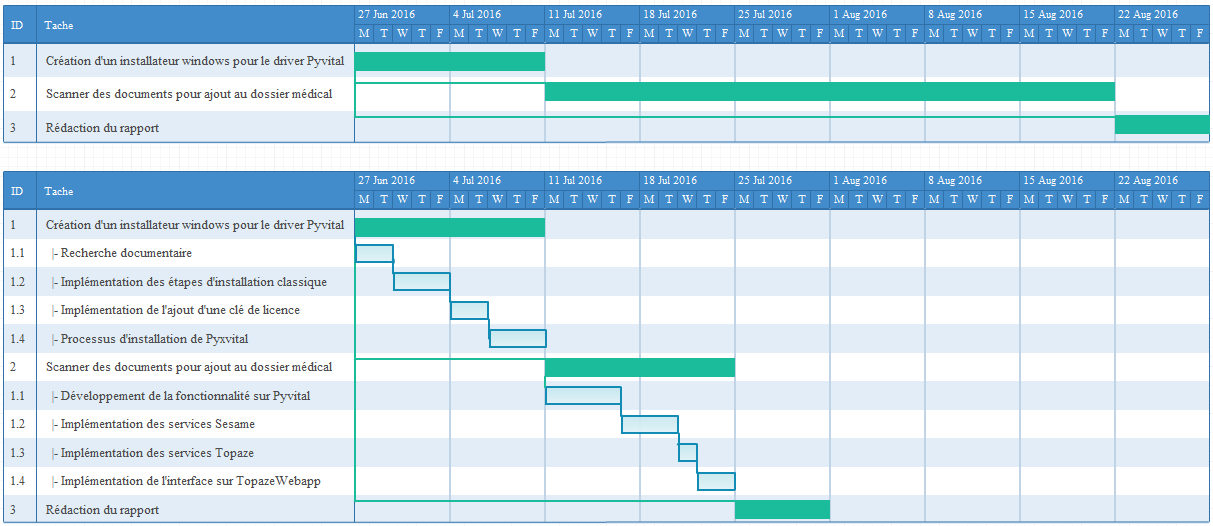 ID Tache 27 Jun 2016 4 Jul 2016 11 Jul 2016 18 Jul 2016 25 Jul 2016 1 Aug 2016 8 Aug 2016 15 Aug 2016 22 Aug 2016
M T W T F M T W T F M T W T F M T W T F M T W T F M T W T F M T W T F M T W T F M T W T F
1 Création d'un installateur windows pour le driver Pyvital
2 Scanner des documents pour ajout au dossier médical
3 Rédaction du rapport
ID Tache 27 Jun 2016 4 Jul 2016 11 Jul 2016 18 Jul 2016 25 Jul 2016 1 Aug 2016 8 Aug 2016 15 Aug 2016 22 Aug 2016
M T W T F M T W T F M T W T F M T W T F M T W T F M T W T F M T W T F M T W T F M T W T F
1 Création d'un installateur windows pour le driver Pyvital
1.1 |- Recherche documentaire
1.2 |- Implémentation des étapes d'installation classique
1.3 |- Implémentation de l'ajout d'une clé de licence
1.4 |- Processus d'installation de Pyxvital
2 Scanner des documents pour ajout au dossier médical
1.1 |- Développement de la fonctionnalité sur Pyvital
1.2 |- Implémentation des services Sesame
1.3 |- Implémentation des services Topaze
1.4 |- Implémentation de l'interface sur TopazeWebapp
3 Rédaction du rapport